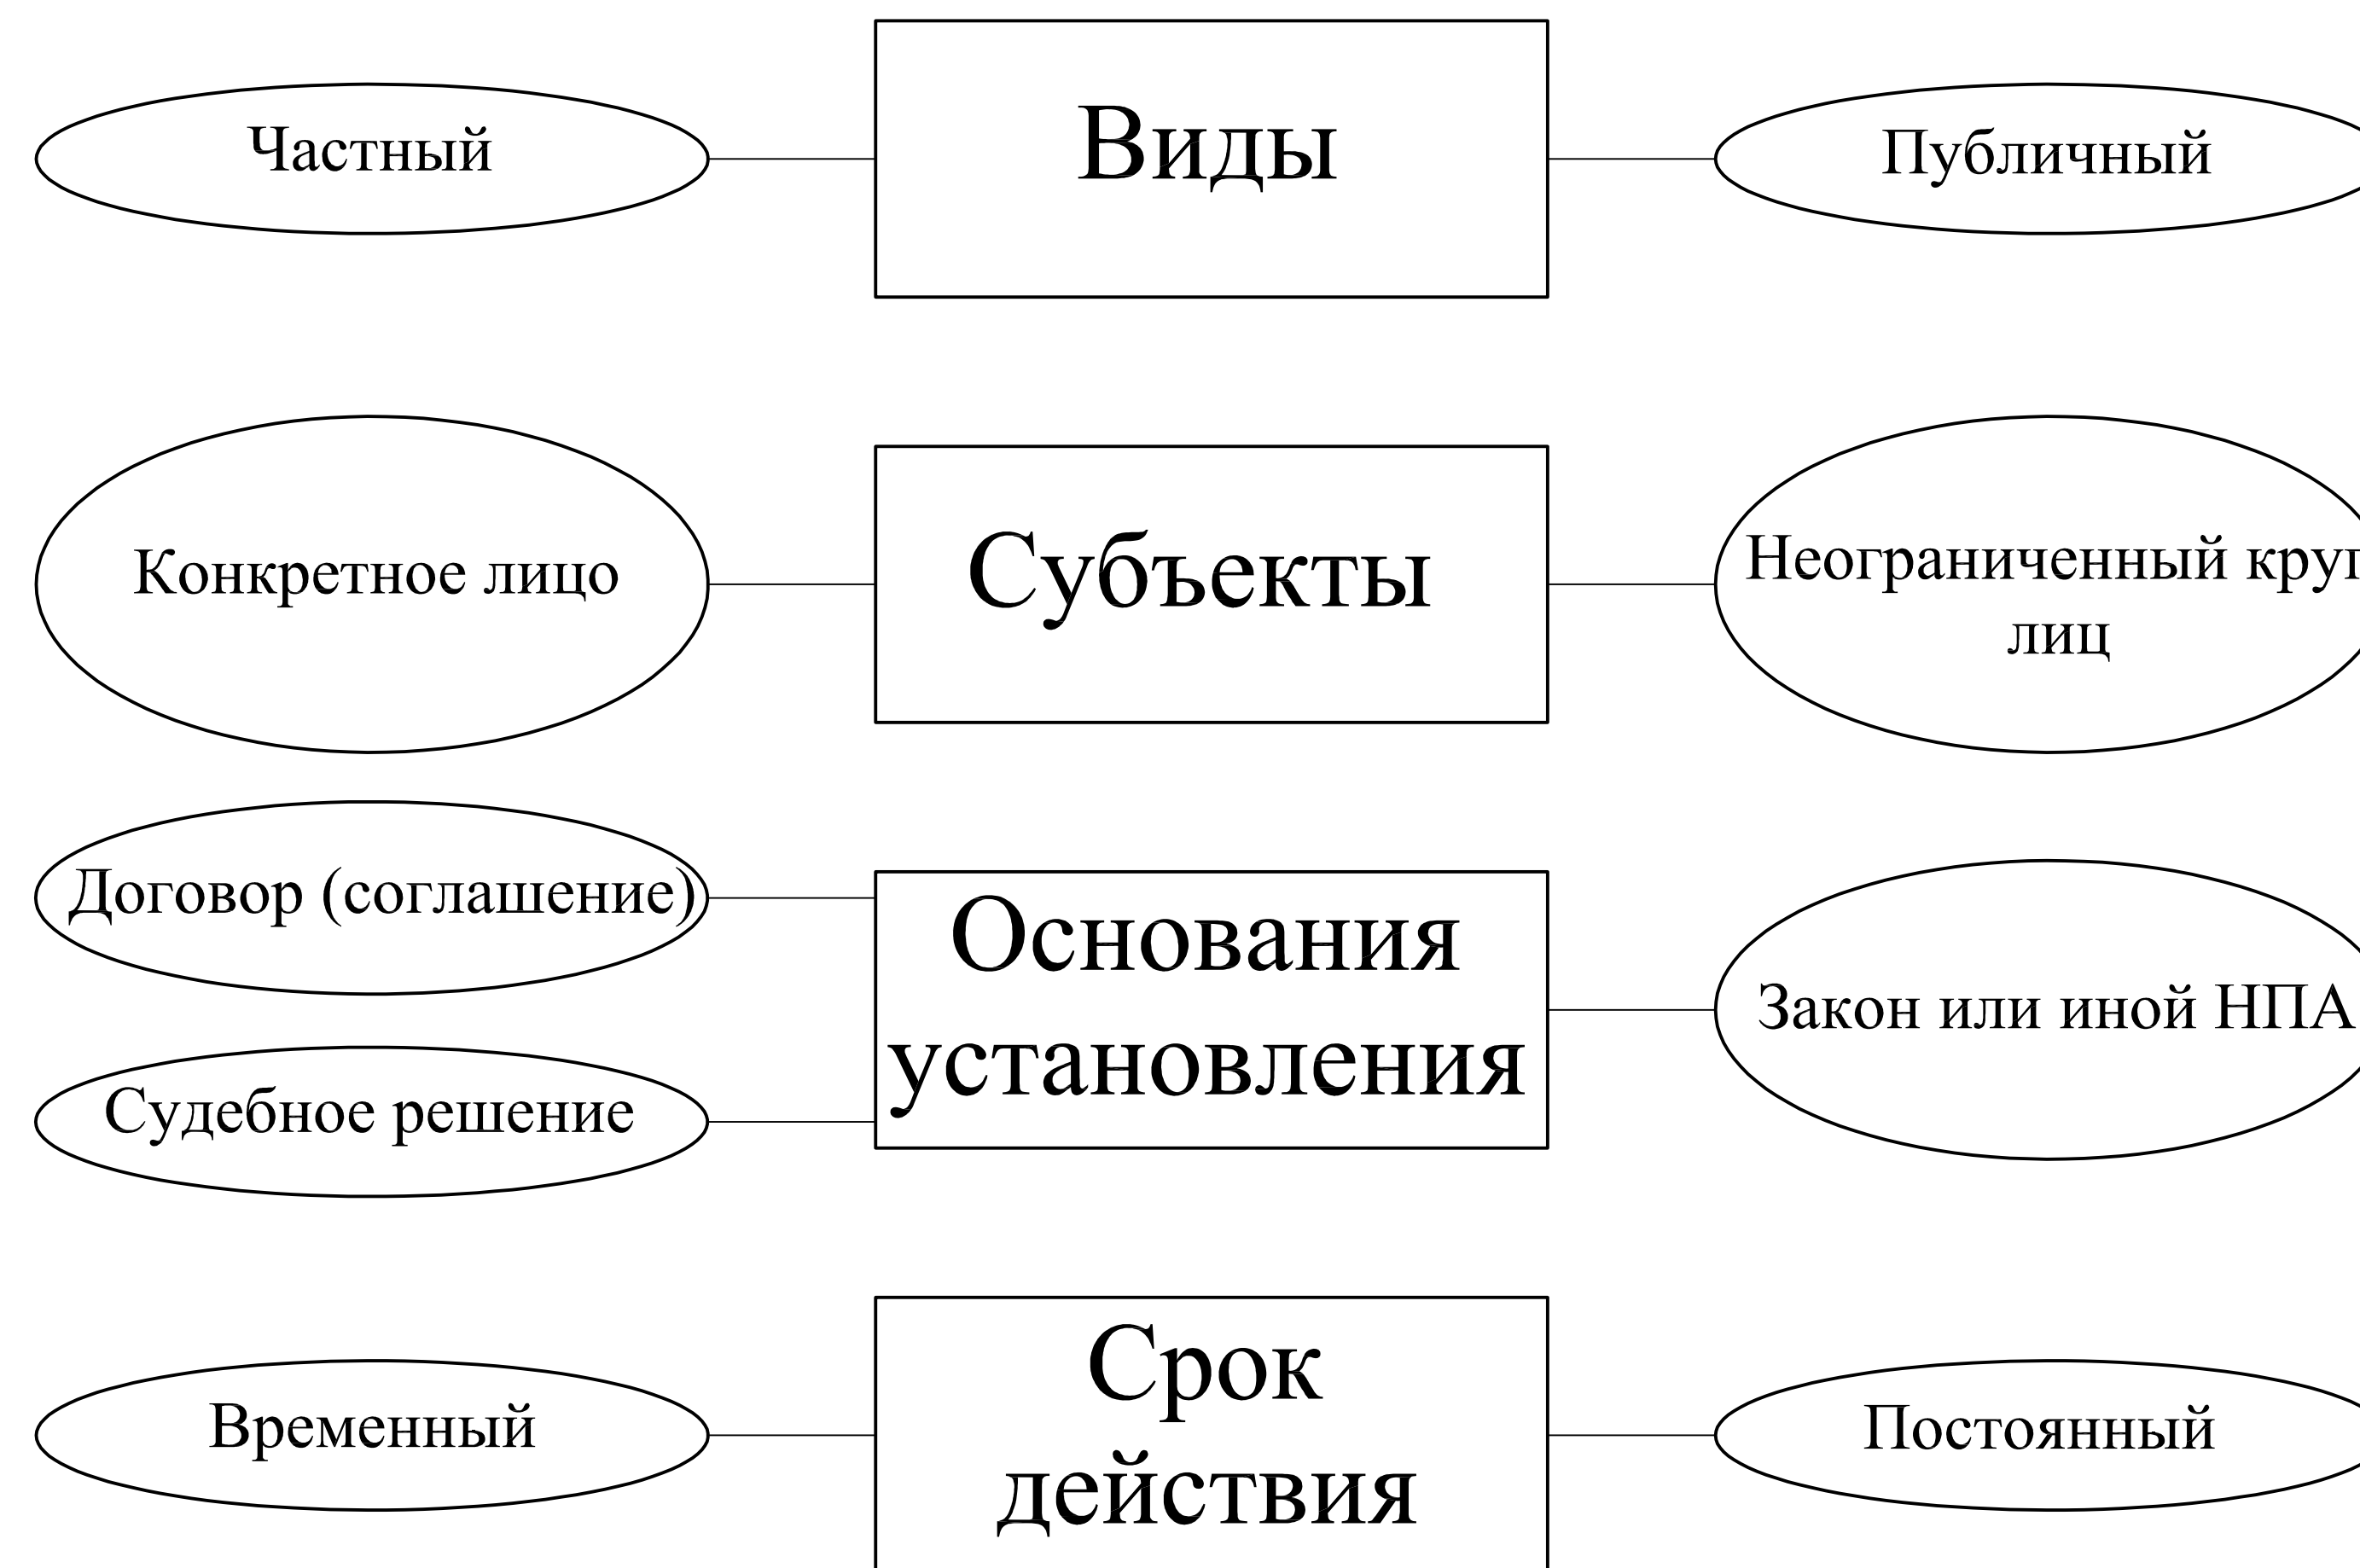 Частный
Виды
Публичный
Конкретное лицо
Субъекты
Неограниченный круг
лиц
Договор (соглашение)
Судебное решение
Основания
установления
Закон или иной НПА
Временный
Срок
действия
Постоянный